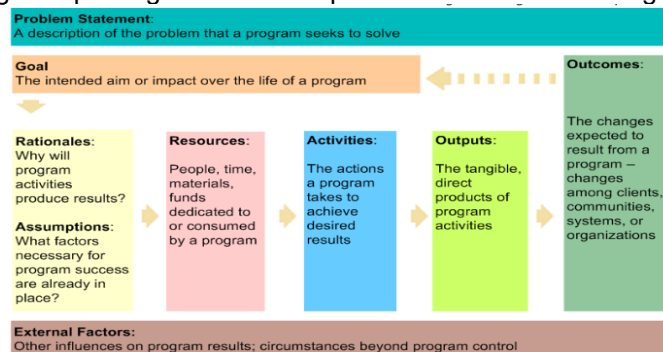 Problem Statement:
A description of the problem that a program seeks to solve
Goal
The intended aim or impact over the life of a program
Outcomes:
The changes
expected to
result from a
program –
changes
among clients,
communities,
systems, or
organizations
Rationales:
Why will
program
activities
produce results?
Assumptions:
What factors
necessary for
program success
are already in
place?
Resources:
People, time,
materials,
funds
dedicated to
or consumed
by a program
Activities:
The actions
a program
takes to
achieve
desired
results
Outputs:
The tangible,
direct
products of
program
activities
External Factors:
Other influences on program results; circumstances beyond program control